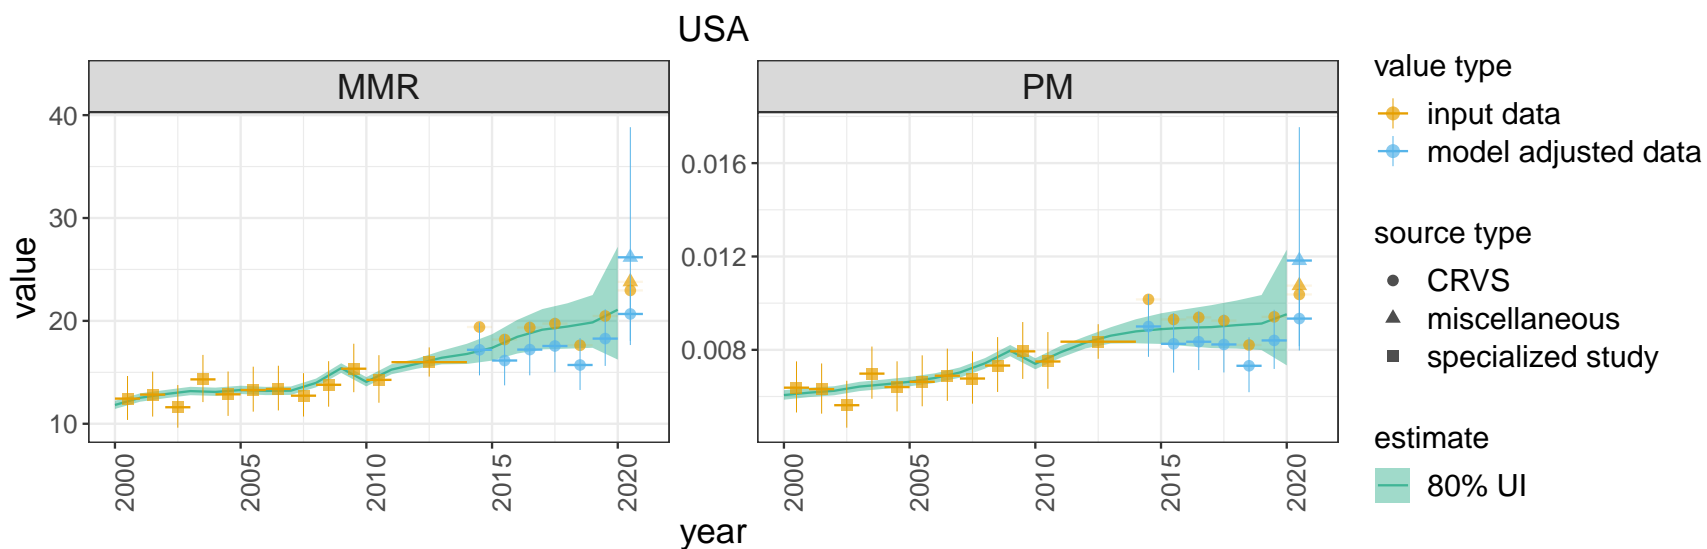 USA
MMR
PM
value
40
30
20
10
0.016
0.012
0.008
2000
2005
2010
2015
2020
2000
2005
2010
2015
2020
year
value type
input data
model adjusted data
source type
CRVS
miscellaneous
specialized study
estimate
80% UI